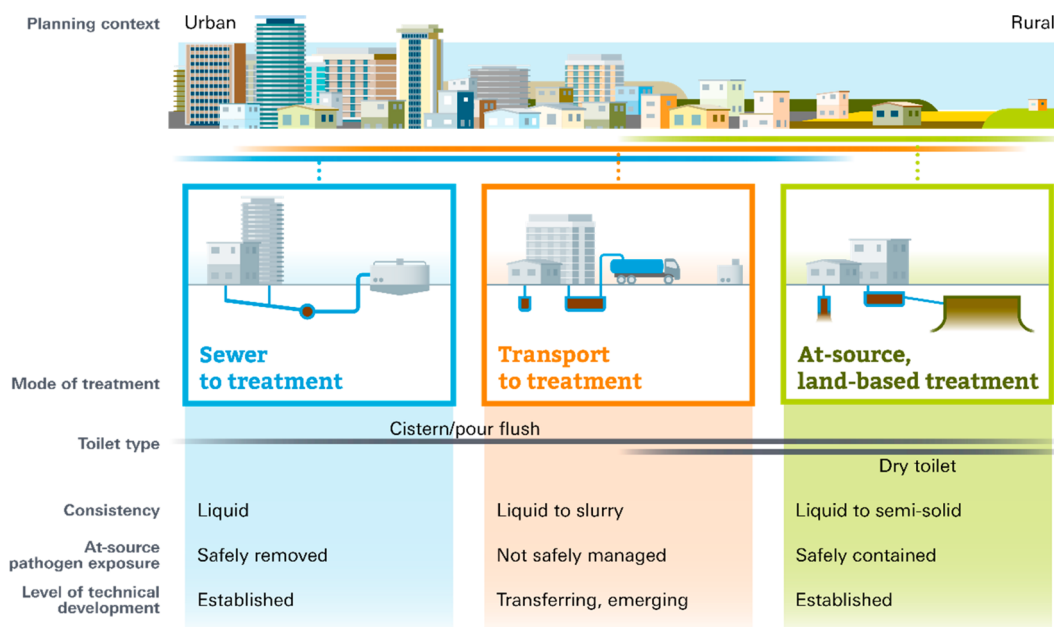 Planning context
Urban
Rural
Mode of treatment
Sewer
to treatment
Transport
to treatment
At-source,
land-based treatment
Toilet type
Cistern/pour flush
Dry toilet
Consistency
Liquid
Liquid to slurry
Liquid to semi-solid
At-source
pathogen exposure
Safely removed
Not safely managed
Safely contained
Level of technical
development
Established
Transferring, emerging
Established